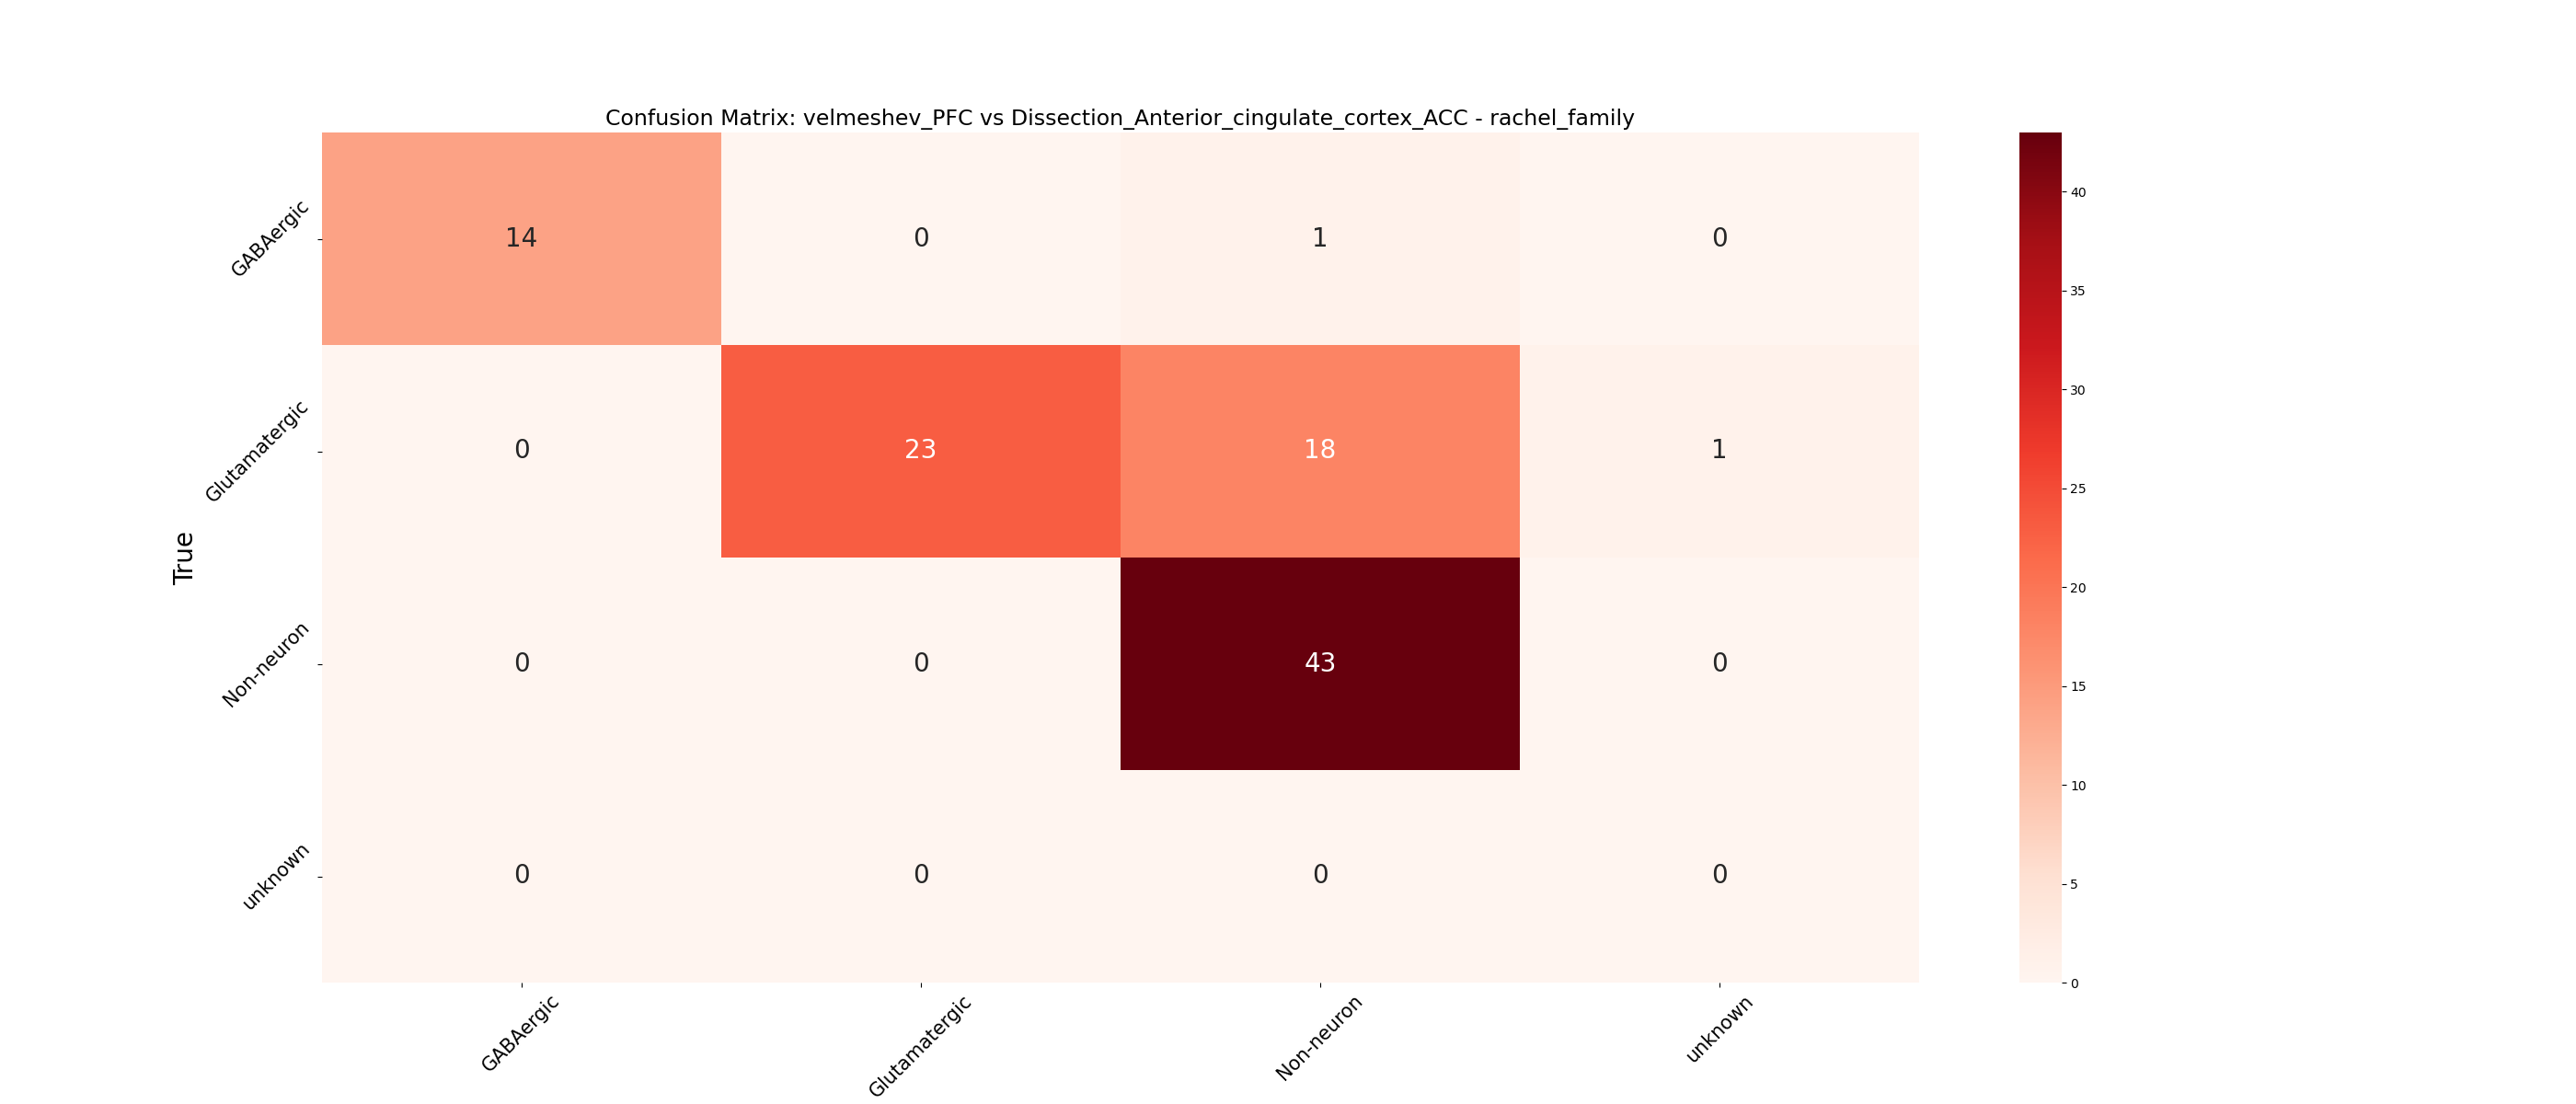 Confusion Matrix: velmeshev_PFC vs Dissection_Anterior_cingulate_cortex_ACC - rachel_family
True
GABAergic
14 0 1 0
Glutamatergic
0 23 18 1
Non-neuron
0 0 43 0
unknown
0 0 0 0
GABAergic Glutamatergic Non-neuron unknown
40
35
30
25
20
15
10
5
0